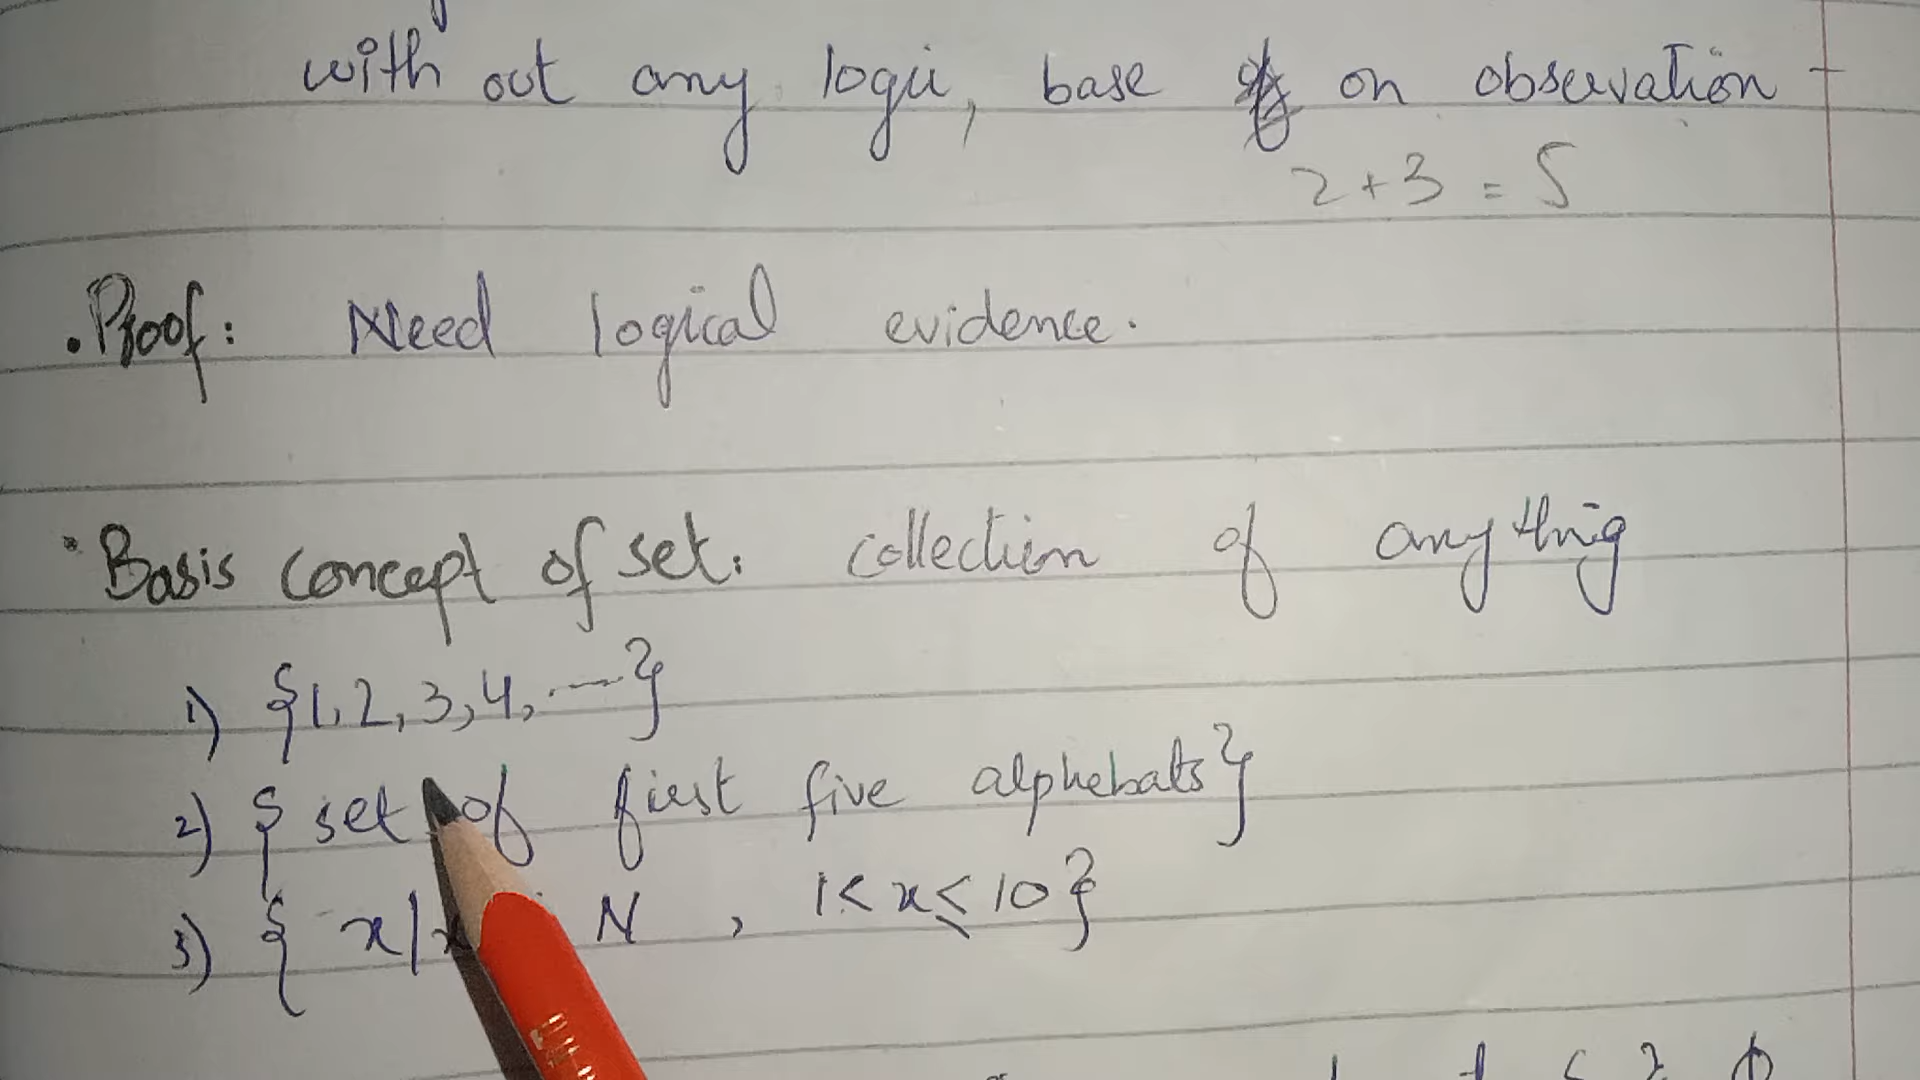 with out any logic, base on observation -
2+3 = 5
• Proof: Need logical evidence.
• Basis concept of set: collection of any thing
1) {1, 2, 3, 4, ---}
2) { set of first five alphebats}
3) { x/x N , 1< x ≤ 10}